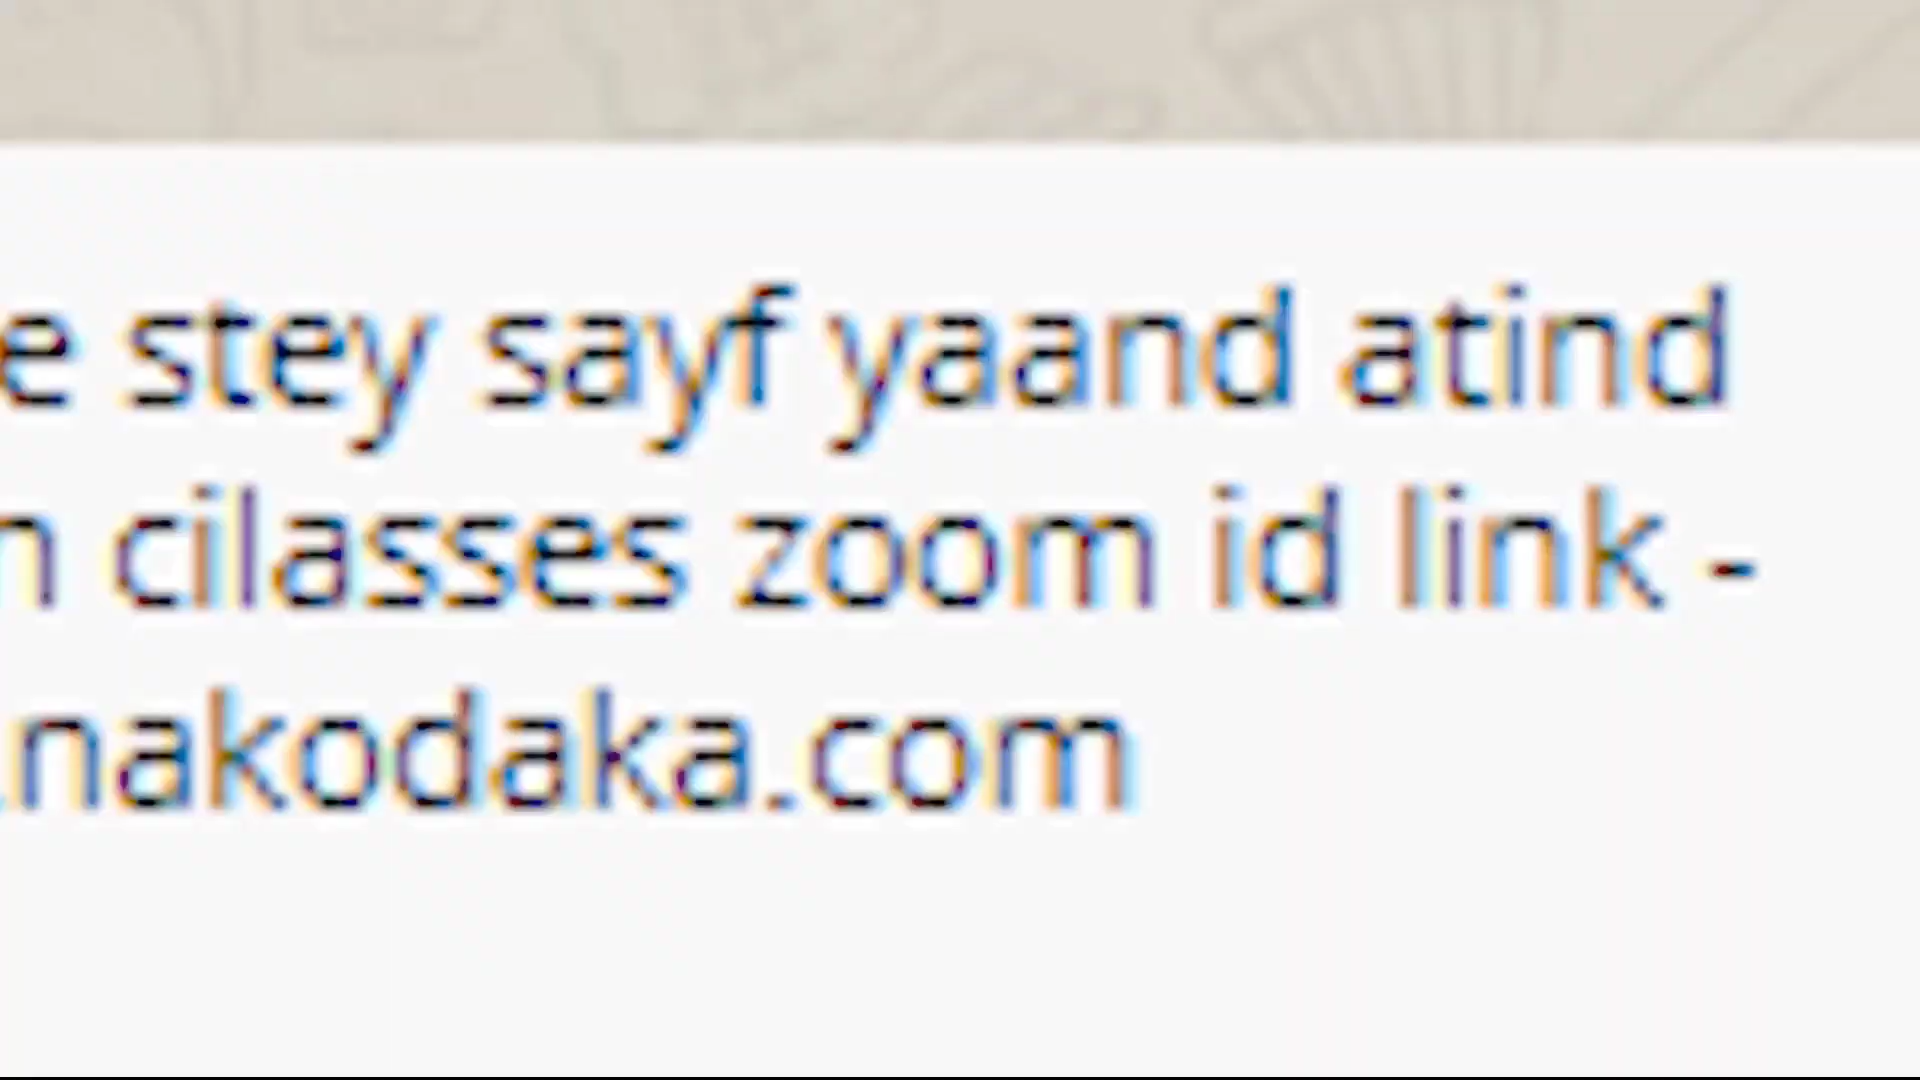 e stey sayf yaand atind
n cilasses zoom id link -
.nakodaka.com